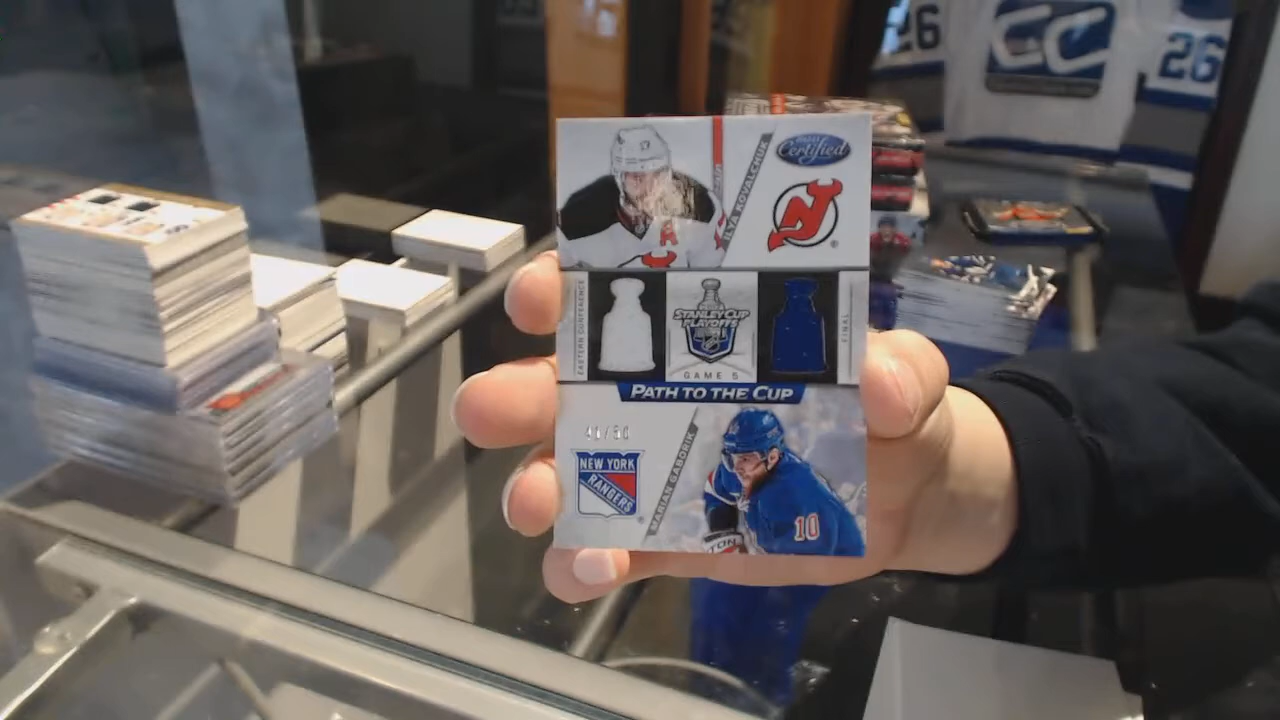 26
CC
26
ILYA KOVALCHUK
Certified
A
EASTERN CONFERENCE
STANLEY CUP
PLAYOFFS
GAME 5
FINAL
PATH TO THE CUP
NEW YORK
RANGERS
MARIAN GABORIK
10